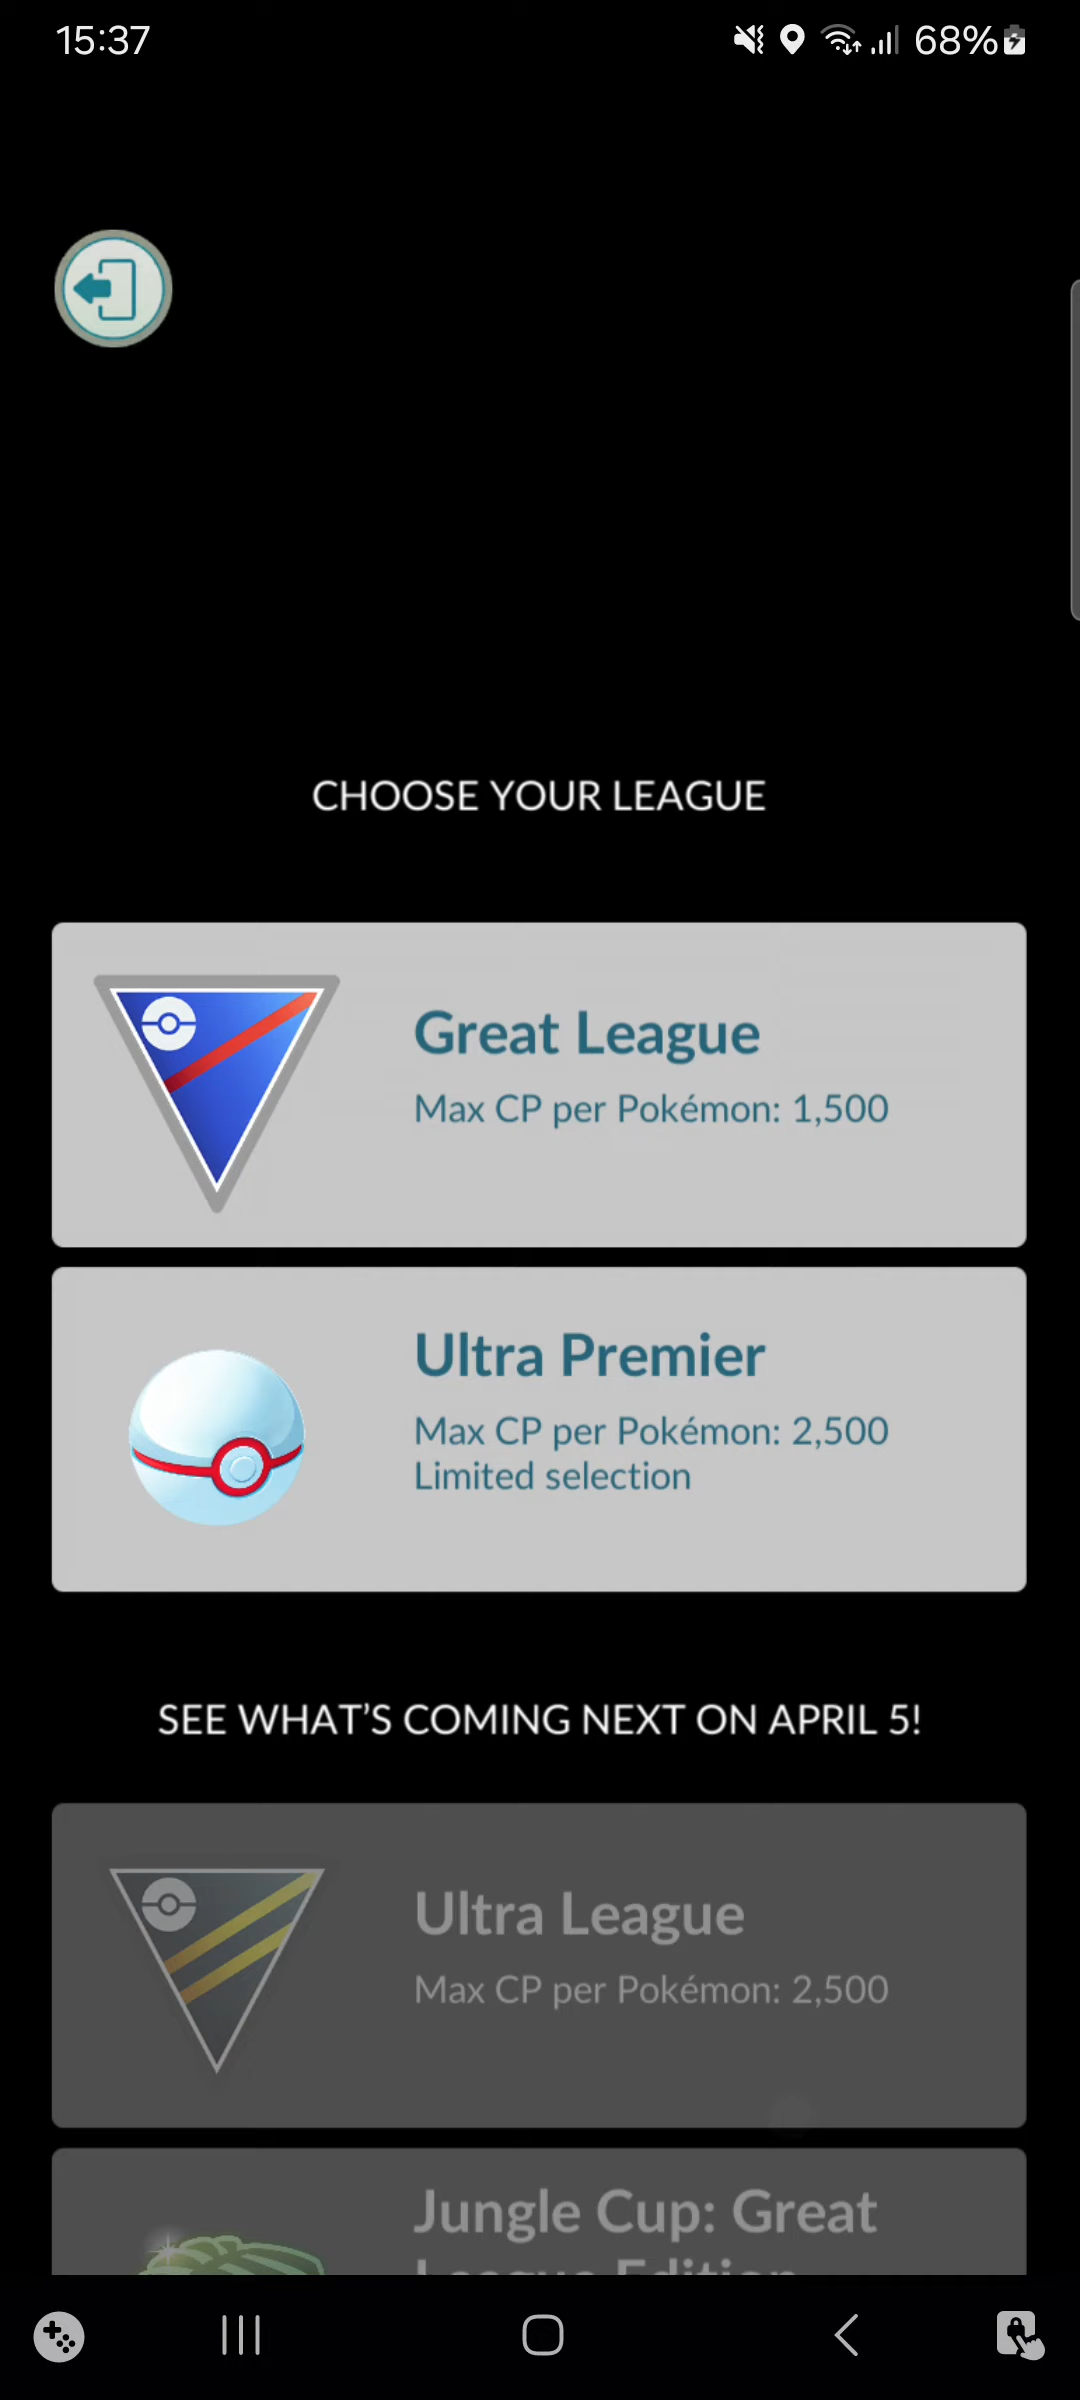 15:37
68%
CHOOSE YOUR LEAGUE
Great League
Max CP per Pokémon: 1,500
Ultra Premier
Max CP per Pokémon: 2,500
Limited selection
SEE WHAT’S COMING NEXT ON APRIL 5!
Ultra League
Max CP per Pokémon: 2,500
Jungle Cup: Great
League Edition